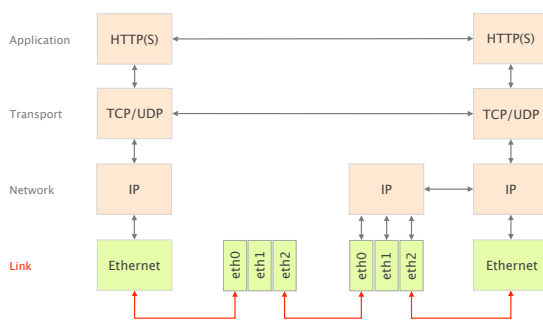 Application
HTTP(S)
HTTP(S)
Transport
TCP/UDP
TCP/UDP
Network
IP
IP
IP
Link
Ethernet
eth0
eth1
eth2
eth0
eth1
eth2
Ethernet